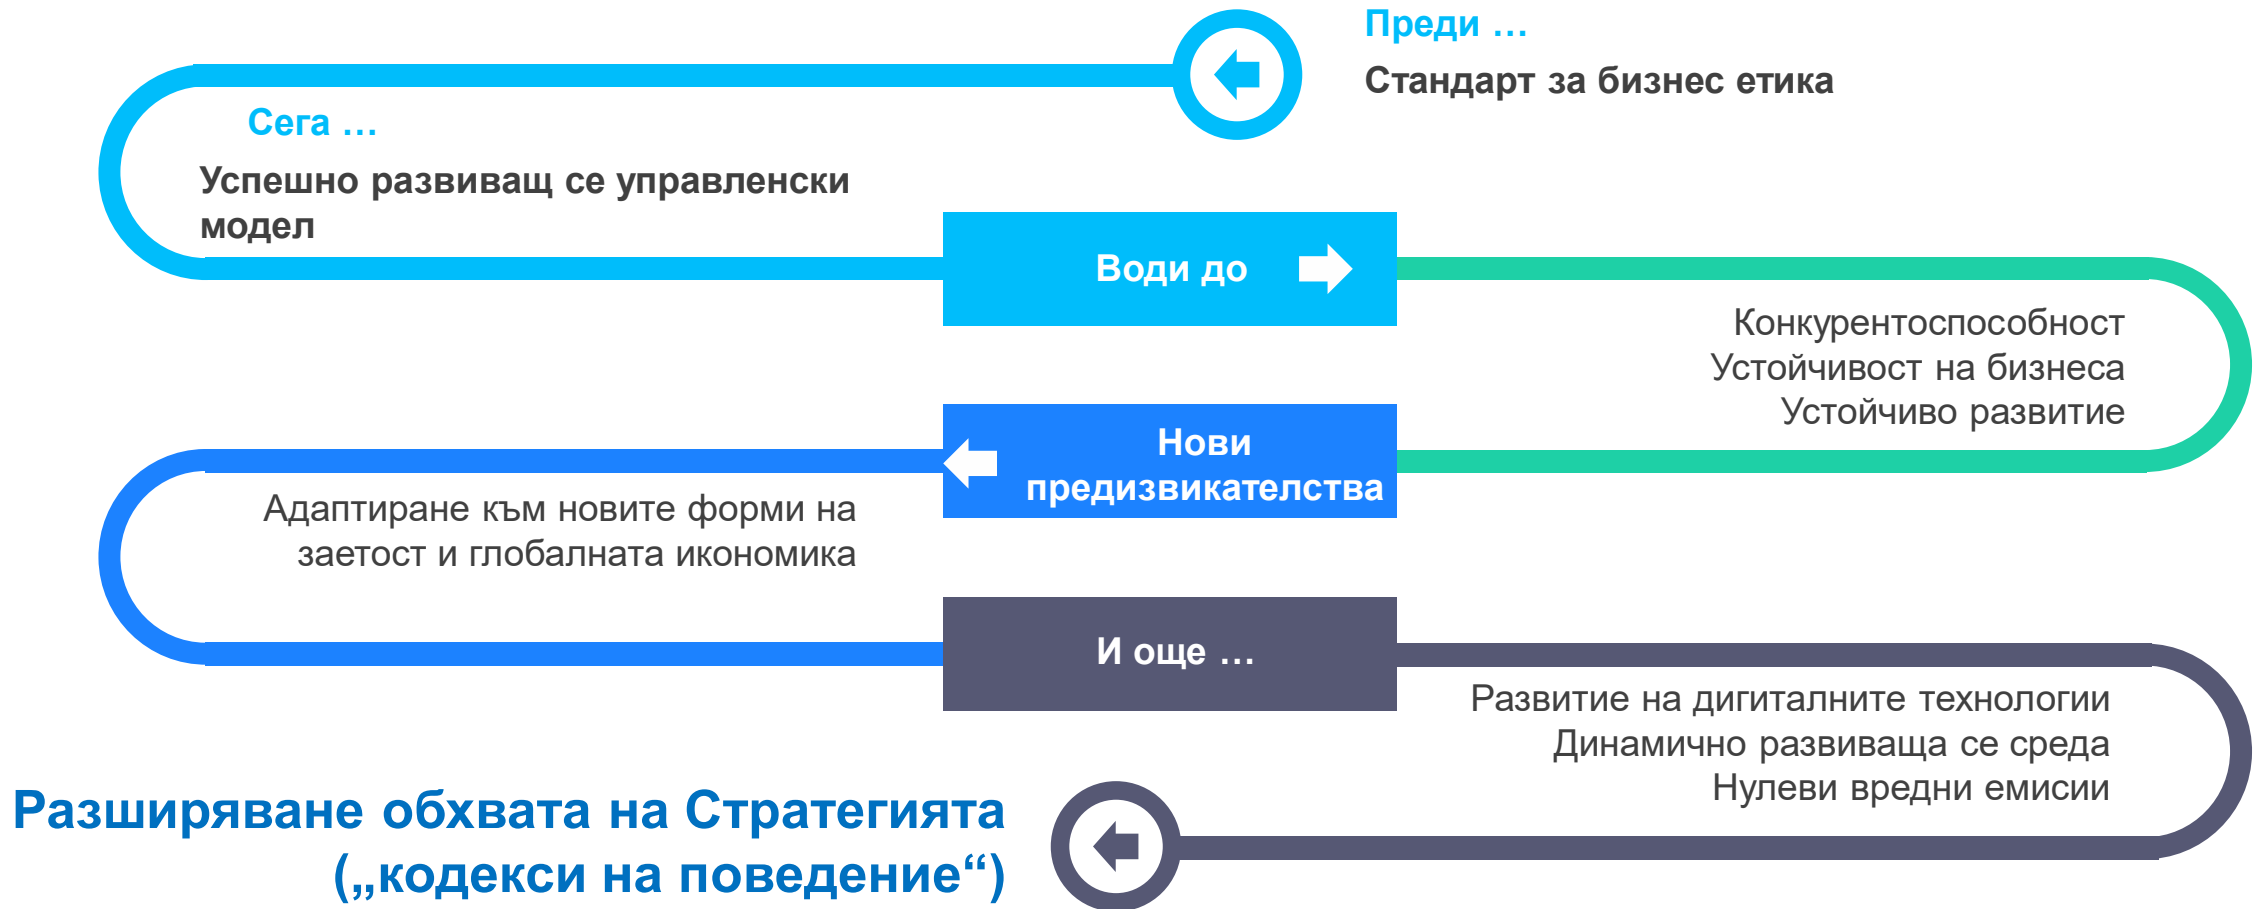 Преди …
Стандарт за бизнес етика
Сега …
Успешно развиващ се управленски
модел
Води до
Конкурентоспособност
Устойчивост на бизнеса
Устойчиво развитие
Нови
предизвикателства
Адаптиране към новите форми на
заетост и глобалната икономика
И още …
Развитие на дигиталните технологии
Динамично развиваща се среда
Нулеви вредни емисии
Разширяване обхвата на Стратегията
(„кодекси на поведение“)